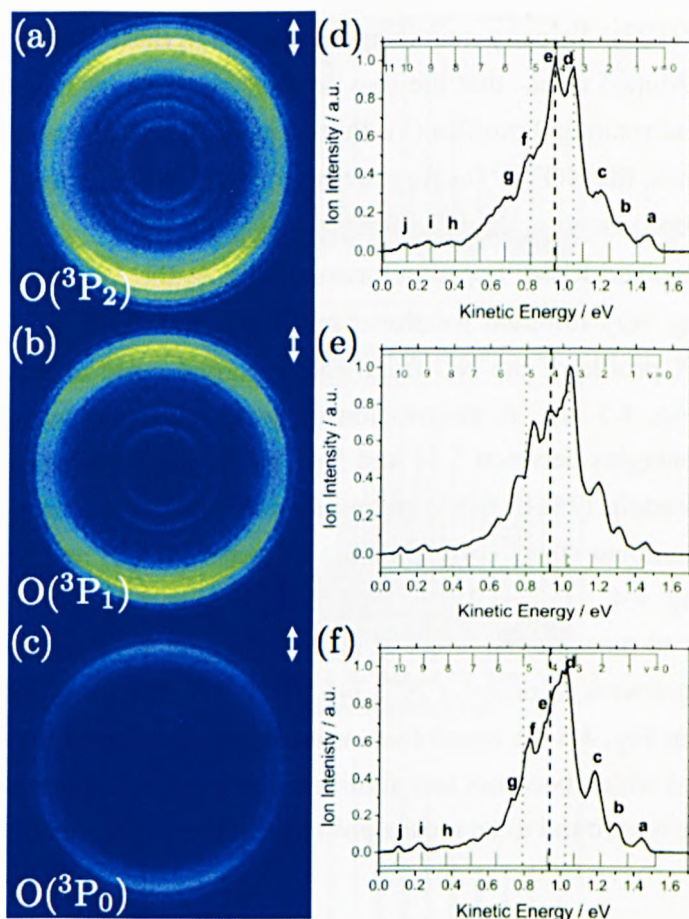 (a)
O(³P₂)
(b)
O(³P₁)
(c)
O(³P₀)
(d)
11 10 9 8 7 6 5 4 3 2 1 v = 0
1.0
0.8
0.6
0.4
0.2
0.0
Ion Intensity / a.u.
j i h g f e d c b a
0.0 0.2 0.4 0.6 0.8 1.0 1.2 1.4 1.6
Kinetic Energy / eV
(e)
10 9 8 7 6 5 4 3 2 1 v = 0
1.0
0.8
0.6
0.4
0.2
0.0
Ion Intensity / a.u.
0.0 0.2 0.4 0.6 0.8 1.0 1.2 1.4 1.6
Kinetic Energy / eV
(f)
10 9 8 7 6 5 4 3 2 1 v = 0
1.0
0.8
0.6
0.4
0.2
0.0
Ion Intenisty / a.u.
j i h g f e d c b a
0.0 0.2 0.4 0.6 0.8 1.0 1.2 1.4 1.6
Kinetic Energy / eV